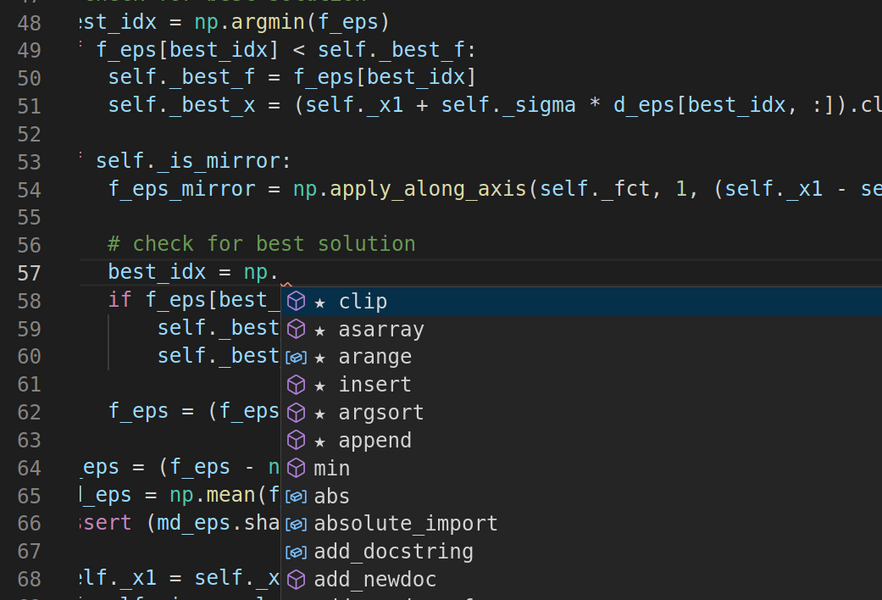 48 est_idx = np.argmin(f_eps)
49 f_eps[best_idx] < self._best_f:
50 self._best_f = f_eps[best_idx]
51 self._best_x = (self._x1 + self._sigma * d_eps[best_idx, :]).cl
52
53 self._is_mirror:
54 f_eps_mirror = np.apply_along_axis(self._fct, 1, (self._x1 - se
55
56 # check for best solution
57 best_idx = np.
58 if f_eps[best_
★ clip
59 self._best
★ asarray
60 self._best
★ arange
61
★ insert
62 f_eps = (f_eps
★ argsort
63
★ append
64 _eps = (f_eps - n
min
65 _eps = np.mean(f
abs
66 ssert (md_eps.sha
absolute_import
67
add_docstring
68 elf._x1 = self._x
add_newdoc